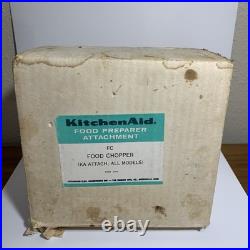 KitchenAid.
FOOD PREPARER
ATTACHMENT
FC
FOOD CHOPPER
(KA ATTACH. ALL MODELS)